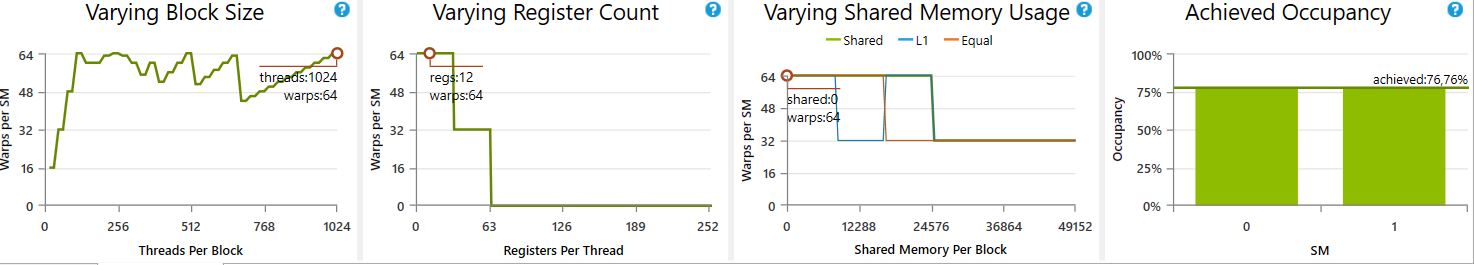 Varying Block Size ?
64
48
32
16
0
Warps per SM
threads:1024
warps:64
0 256 512 768 1024
Threads Per Block
Varying Register Count ?
64
48
32
16
0
Warps per SM
regs:12
warps:64
0 63 126 189 252
Registers Per Thread
Varying Shared Memory Usage ?
Shared L1 Equal
64
48
32
16
0
Warps per SM
shared:0
warps:64
0 12288 24576 36864 49152
Shared Memory Per Block
Achieved Occupancy ?
100%
75%
50%
25%
0%
Occupancy
achieved:76,76%
0 1
SM